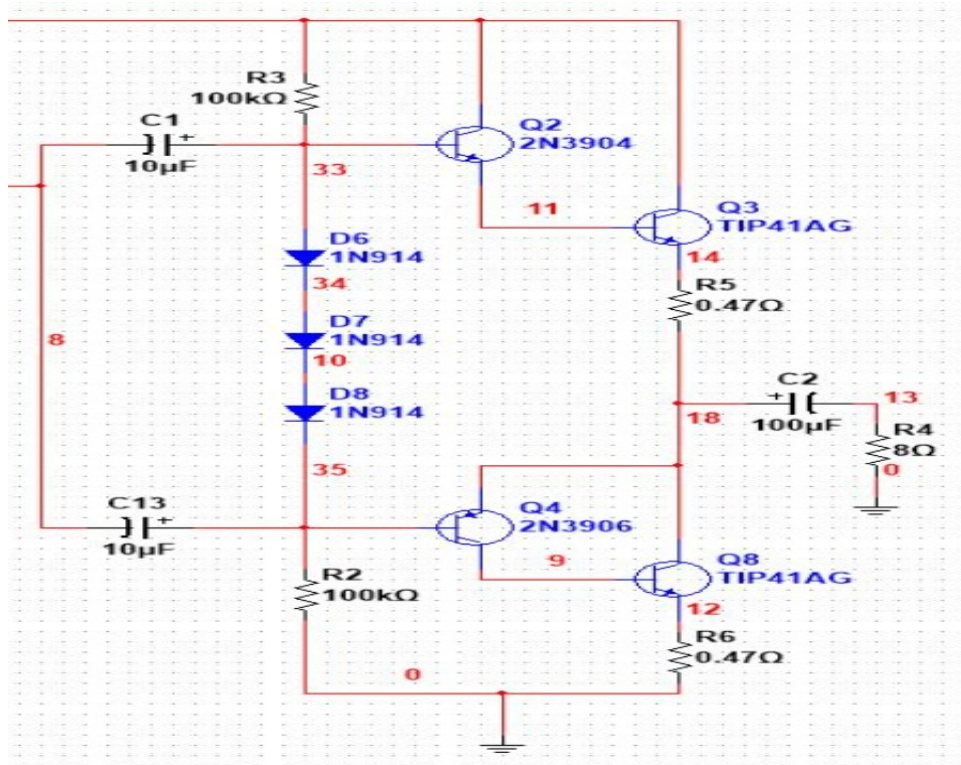 R3
100kΩ
C1
10µF
Q2
2N3904
33
11
Q3
TIP41AG
14
D6
1N914
34
R5
0.47Ω
D7
1N914
10
8
D8
1N914
C2
100µF
13
18
R4
8Ω
0
35
C13
10µF
Q4
2N3906
9
Q8
TIP41AG
R2
100kΩ
12
R6
0.47Ω
0